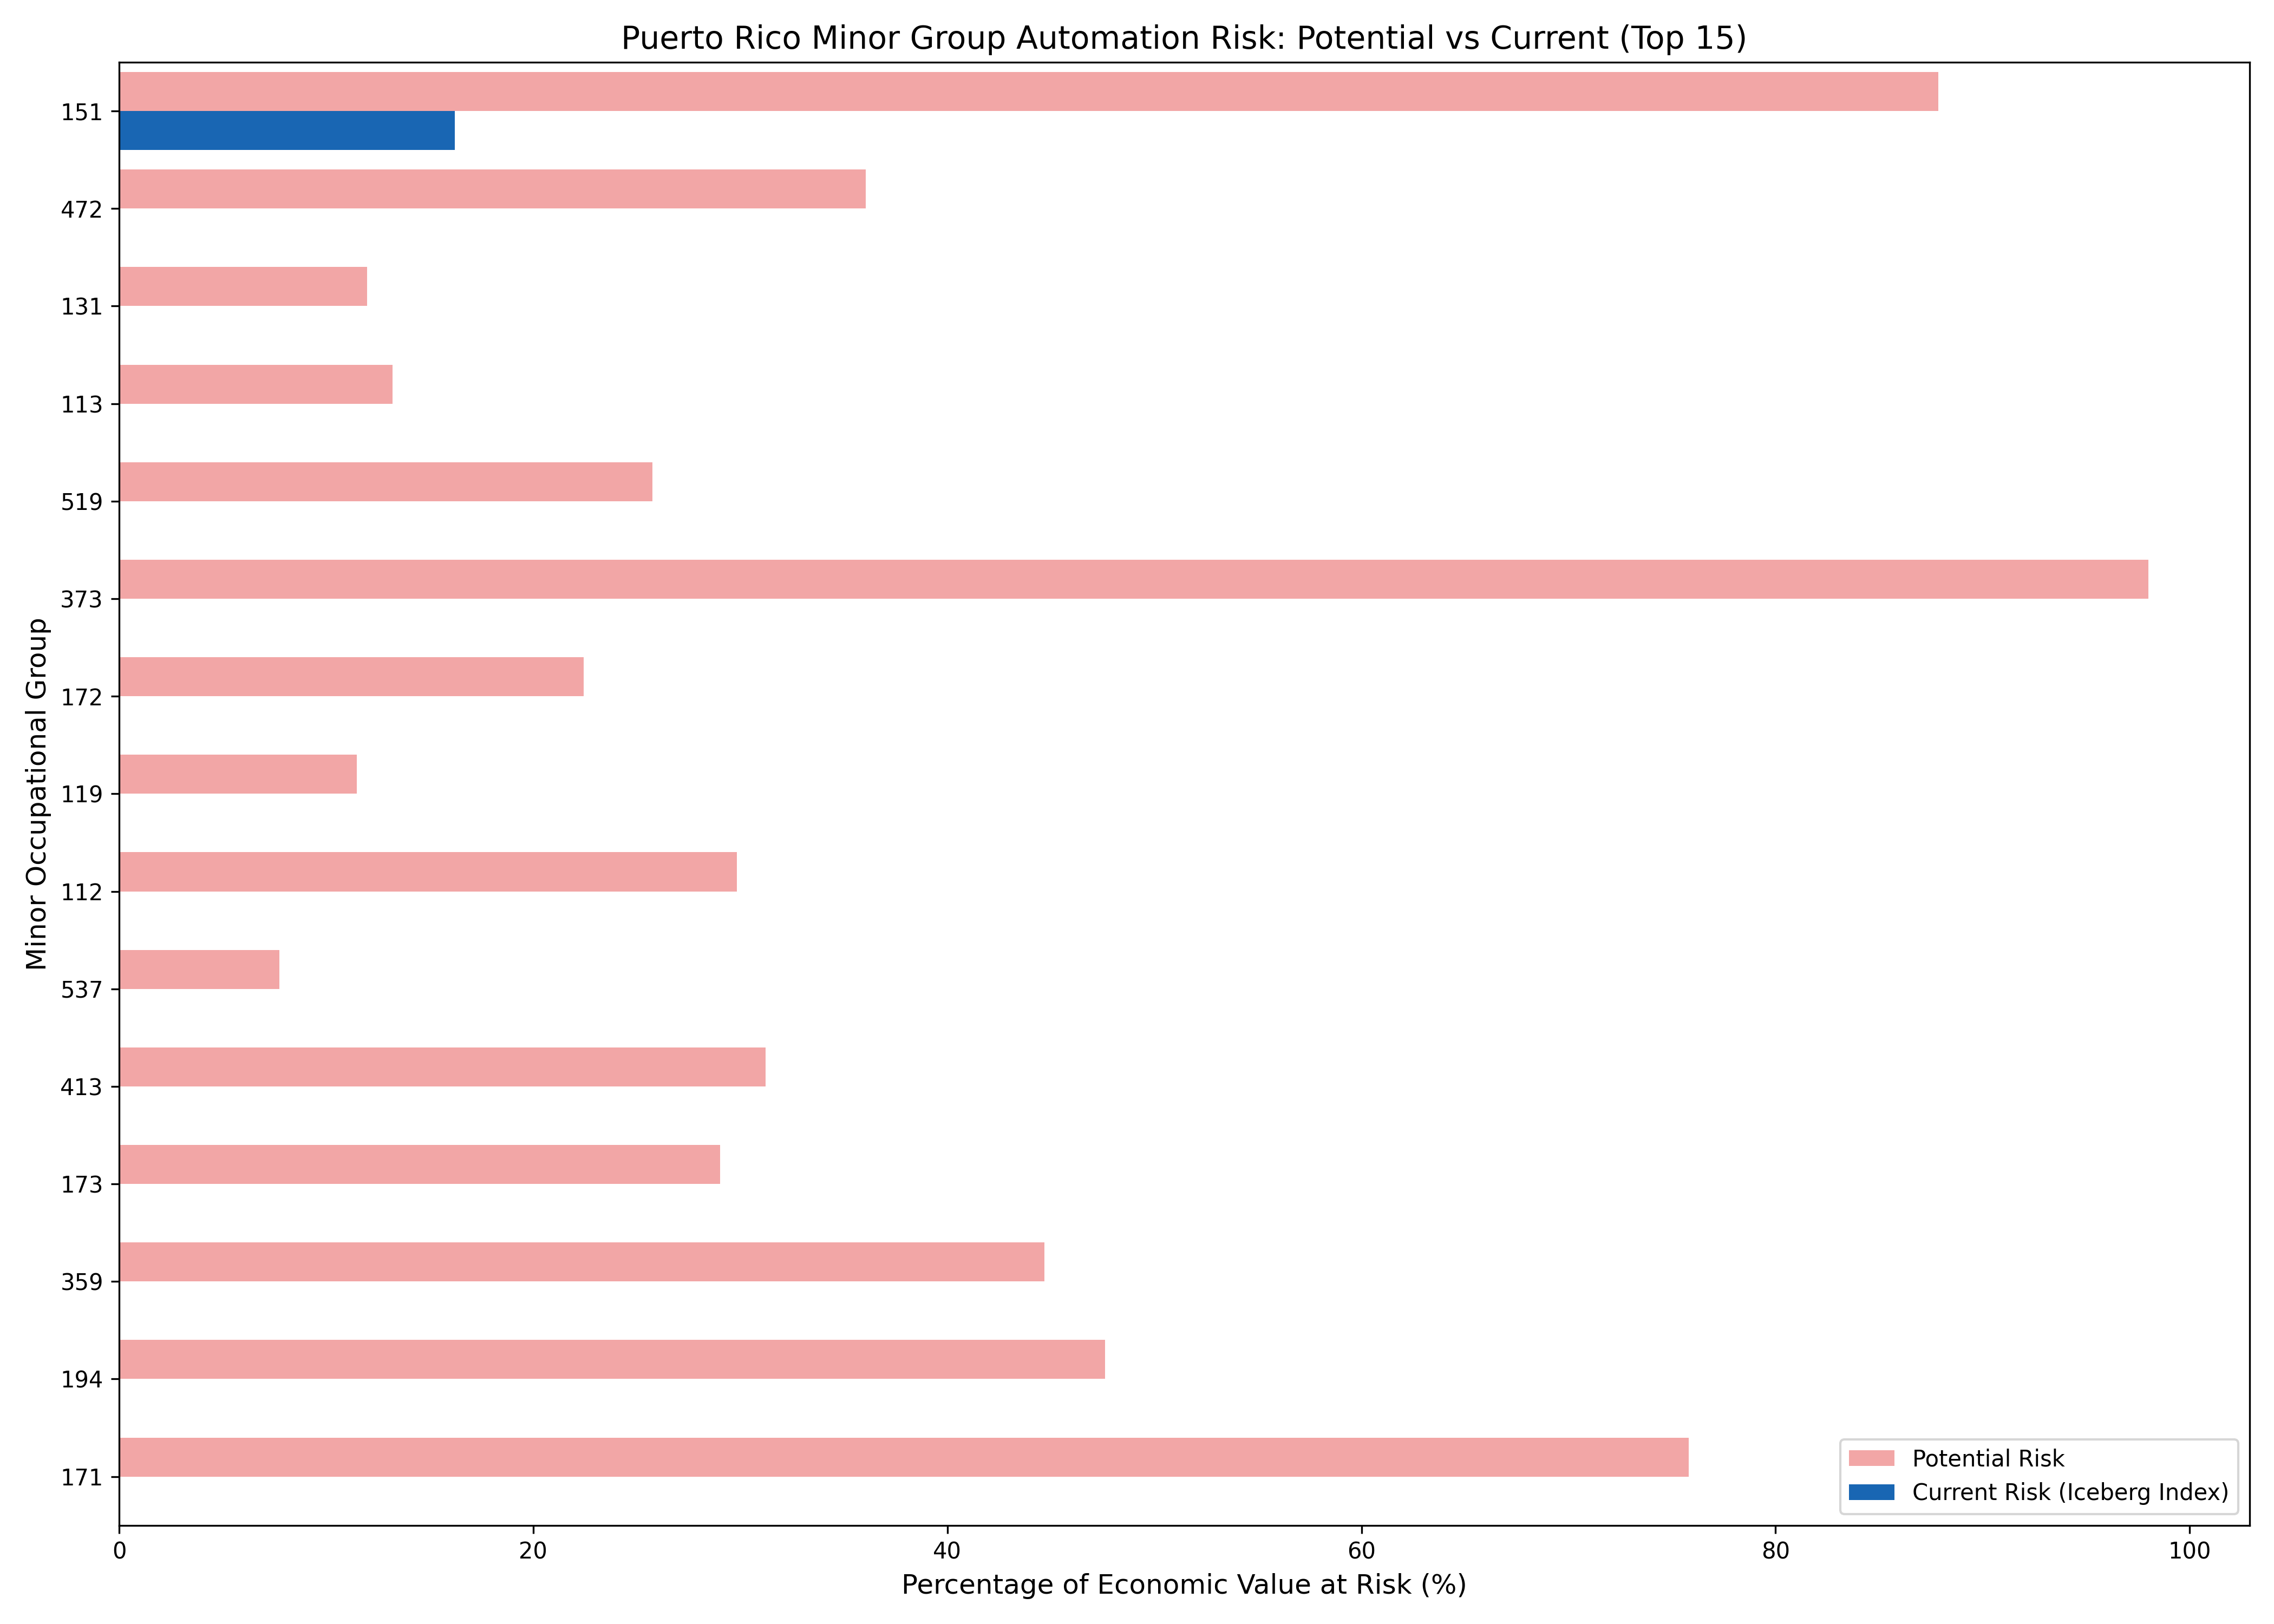 Puerto Rico Minor Group Automation Risk: Potential vs Current (Top 15)
Minor Occupational Group
151
472
131
113
519
373
172
119
112
537
413
173
359
194
171
Potential Risk
Current Risk (Iceberg Index)
0 20 40 60 80 100
Percentage of Economic Value at Risk (%)